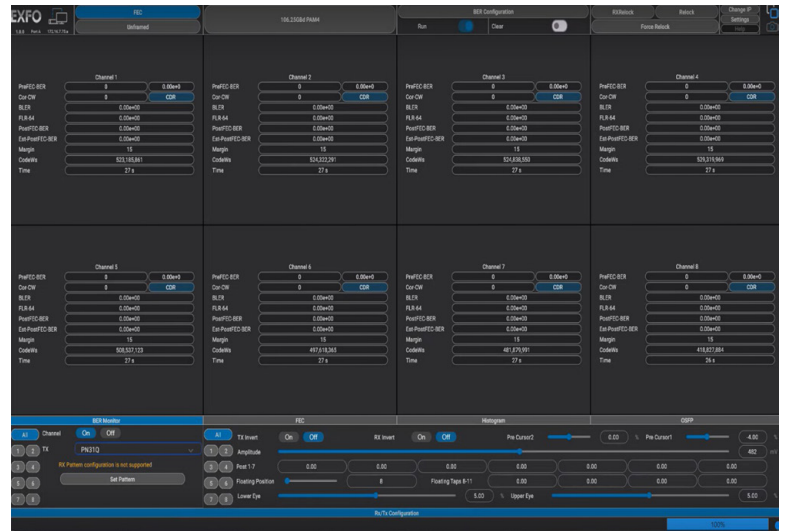 EXFO
1.8.0 Port A 172.16.1.15
FEC
Unframed
106.25GBd PAM4
BER Configuration
Run Clear
RXRelock Relock
Force Relock
Change IP
Settings
Help
Channel 1 Channel 2 Channel 3 Channel 4
PreFEC-BER 0 0.00e+0 PreFEC-BER 0 0.00e+0 PreFEC-BER 0 0.00e+0 PreFEC-BER 0 0.00e+0
Cor-CW 0 CDR Cor-CW 0 CDR Cor-CW 0 CDR Cor-CW 0 CDR
BLER 0.00e+00 BLER 0.00e+00 BLER 0.00e+00 BLER 0.00e+00
FLR-64 0.00e+00 FLR-64 0.00e+00 FLR-64 0.00e+00 FLR-64 0.00e+00
PostFEC-BER 0.00e+00 PostFEC-BER 0.00e+00 PostFEC-BER 0.00e+00 PostFEC-BER 0.00e+00
Est-PostFEC-BER 0.00e+00 Est-PostFEC-BER 0.00e+00 Est-PostFEC-BER 0.00e+00 Est-PostFEC-BER 0.00e+00
Margin 15 Margin 15 Margin 15 Margin 15
CodeWs 523,185,861 CodeWs 524,322,291 CodeWs 524,838,550 CodeWs 529,319,969
Time 27 s Time 27 s Time 27 s Time 27 s
Channel 5 Channel 6 Channel 7 Channel 8
PreFEC-BER 0 0.00e+0 PreFEC-BER 0 0.00e+0 PreFEC-BER 0 0.00e+0 PreFEC-BER 0 0.00e+0
Cor-CW 0 CDR Cor-CW 0 CDR Cor-CW 0 CDR Cor-CW 0 CDR
BLER 0.00e+00 BLER 0.00e+00 BLER 0.00e+00 BLER 0.00e+00
FLR-64 0.00e+00 FLR-64 0.00e+00 FLR-64 0.00e+00 FLR-64 0.00e+00
PostFEC-BER 0.00e+00 PostFEC-BER 0.00e+00 PostFEC-BER 0.00e+00 PostFEC-BER 0.00e+00
Est-PostFEC-BER 0.00e+00 Est-PostFEC-BER 0.00e+00 Est-PostFEC-BER 0.00e+00 Est-PostFEC-BER 0.00e+00
Margin 15 Margin 15 Margin 15 Margin 15
CodeWs 508,537,123 CodeWs 497,618,365 CodeWs 481,879,991 CodeWs 418,827,884
Time 27 s Time 27 s Time 27 s Time 26 s
BER Monitor FEC Histogram OSFP
All Channel On Off
1 2 TX PN31Q
3 4 RX Pattern configuration is not supported
5 6 Set Pattern
7 8
All TX Invert On Off RX Invert On Off Pre Cursor2 0.00 % Pre Cursor1 -4.00 %
1 2 Amplitude 482
3 4 Post 1-7 0.00 0.00 0.00 0.00 0.00 0.00 0.00
5 6 Floating Position 8 Floating Taps 8-11 0.00 0.00 0.00 0.00
7 8 Lower Eye 5.00 % Upper Eye 5.00 %
Rx/Tx Configuration
100%